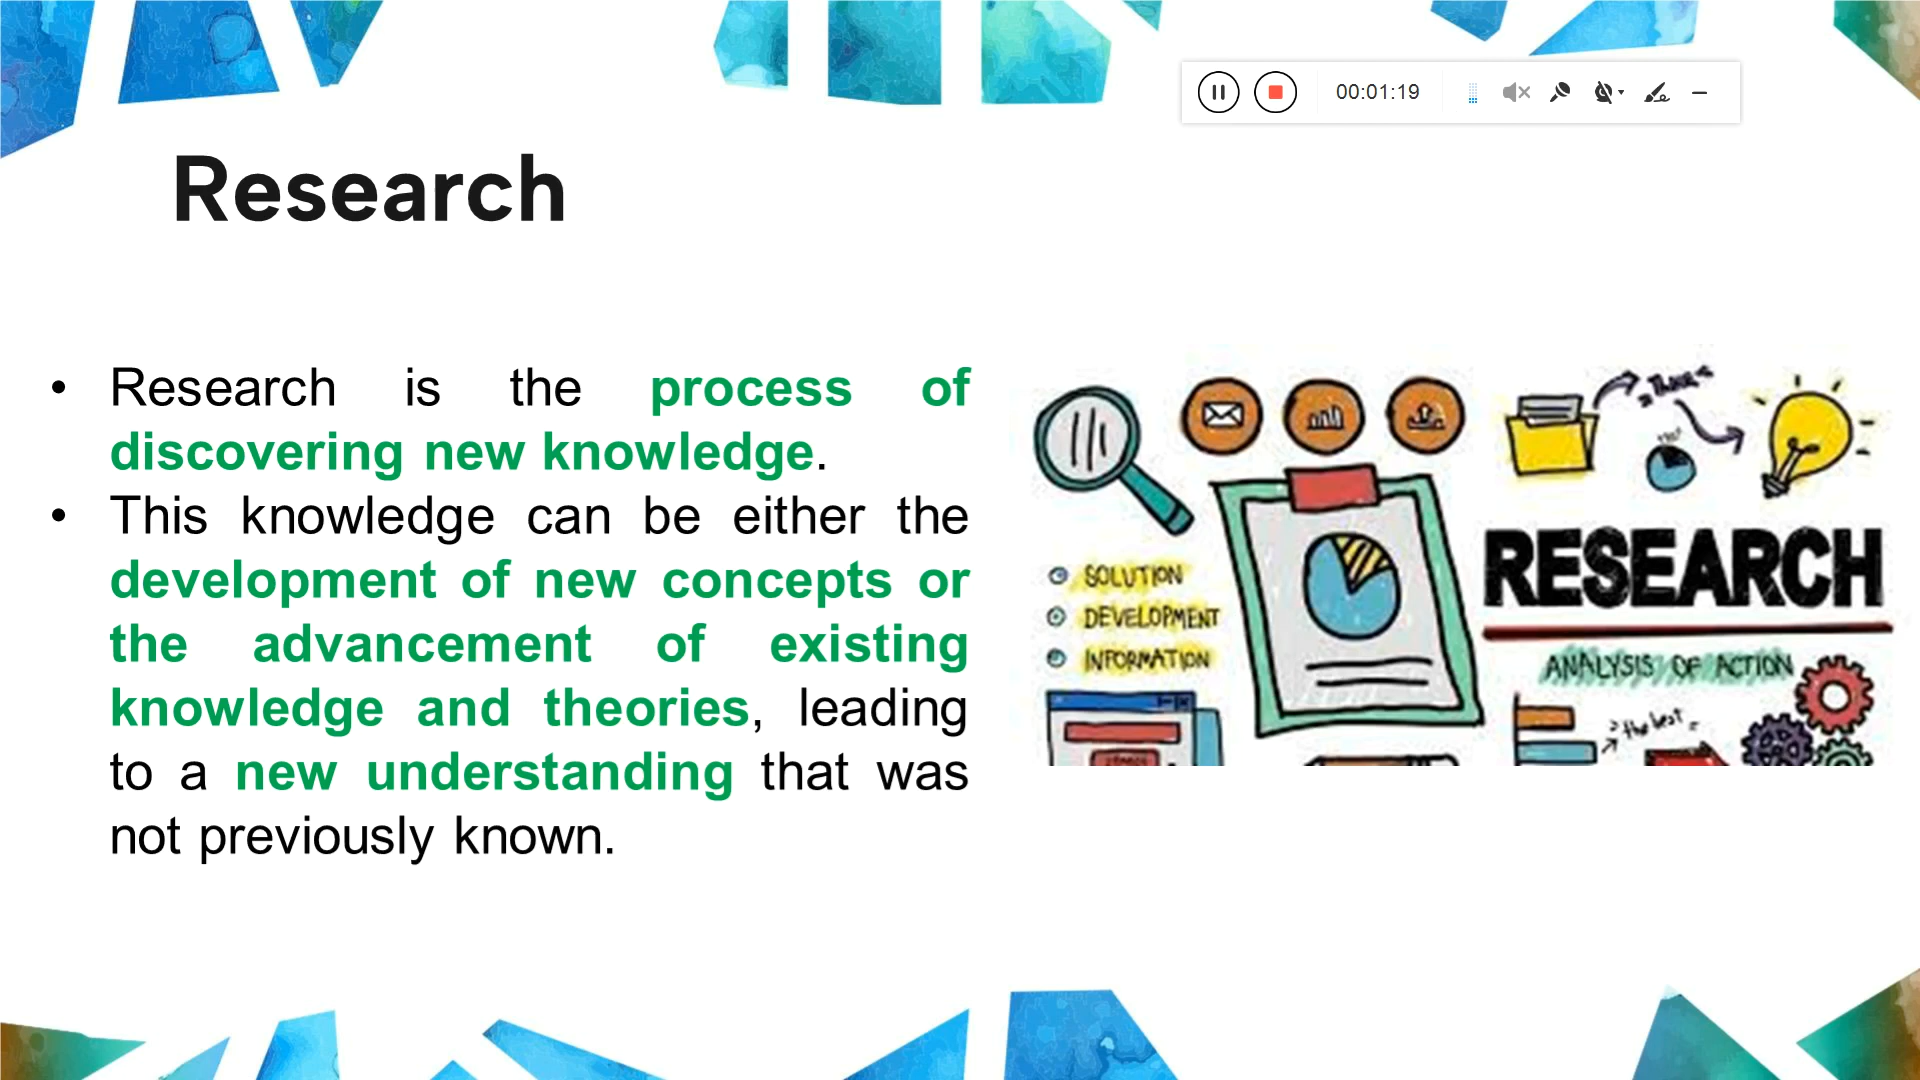 00:01:19
Research
• Research is the process of
discovering new knowledge.
• This knowledge can be either the
development of new concepts or
the advancement of existing
knowledge and theories, leading
to a new understanding that was
not previously known.
SOLUTION
DEVELOPMENT
INFORMATION
RESEARCH
ANALYSIS OF ACTION
the best